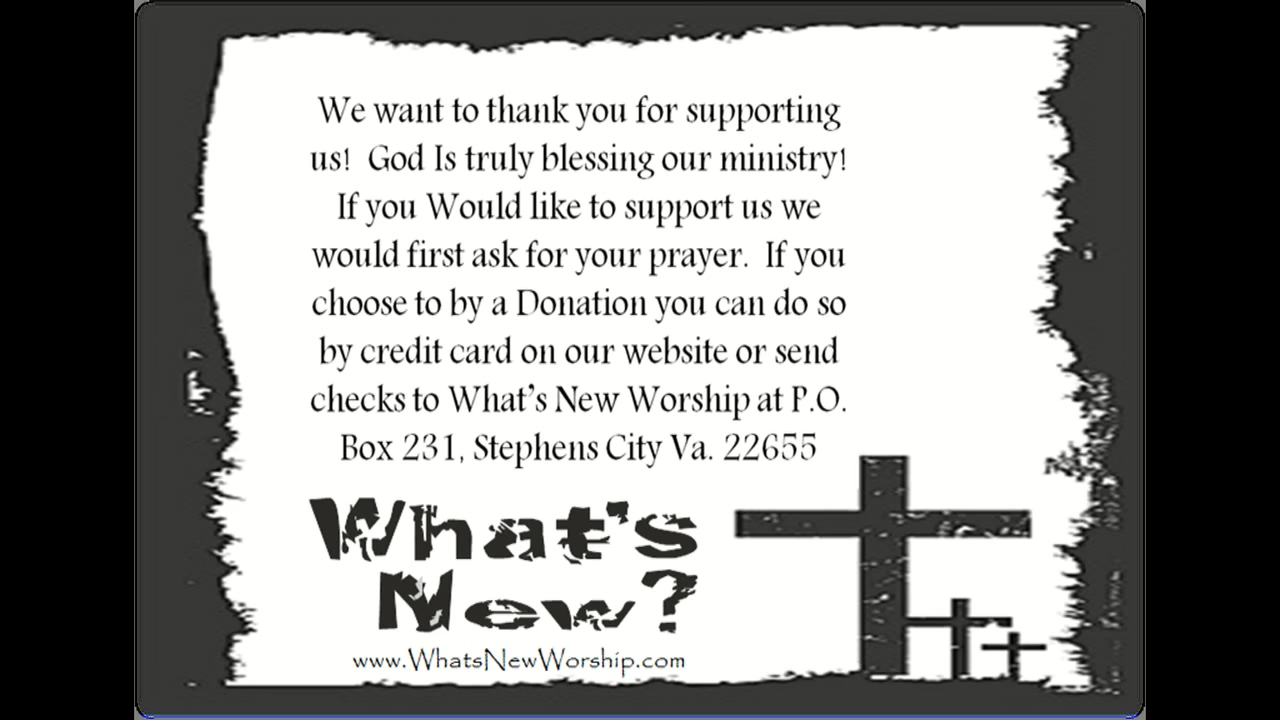 We want to thank you for supporting
us! God Is truly blessing our ministry!
If you Would like to support us we
would first ask for your prayer. If you
choose to by a Donation you can do so
by credit card on our website or send
checks to What's New Worship at P.O.
Box 231, Stephens City Va. 22655
What's
New?
www.WhatsNewWorship.com